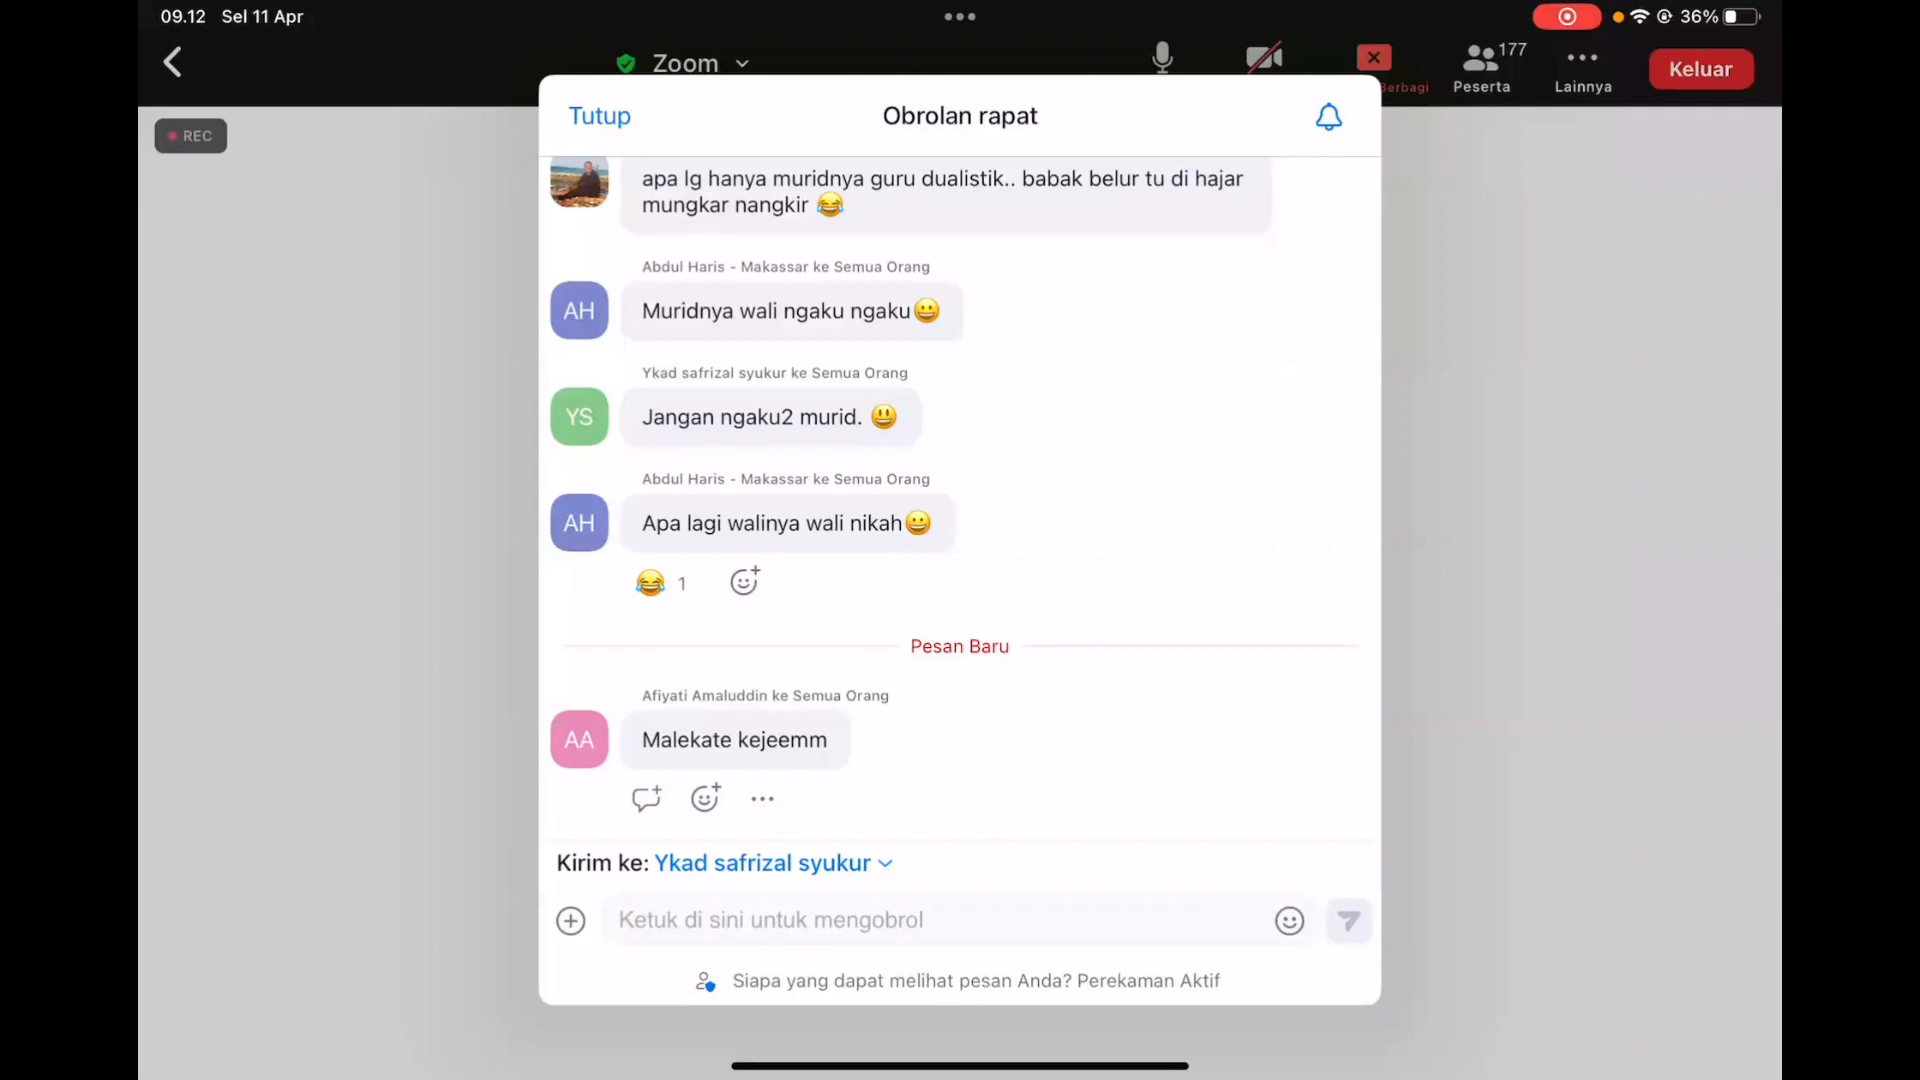 09.12 Sel 11 Apr
36%
Zoom
177
Berbagi
Peserta
Lainnya
Keluar
REC
Tutup
Obrolan rapat
apa lg hanya muridnya guru dualistik.. babak belur tu di hajar
mungkar nangkir 😂
Abdul Haris - Makassar ke Semua Orang
AH
Muridnya wali ngaku ngaku😀
Ykad safrizal syukur ke Semua Orang
YS
Jangan ngaku2 murid. 😃
Abdul Haris - Makassar ke Semua Orang
AH
Apa lagi walinya wali nikah😀
😂 1
Pesan Baru
Afiyati Amaluddin ke Semua Orang
AA
Malekate kejeemm
Kirim ke: Ykad safrizal syukur
Ketuk di sini untuk mengobrol
Siapa yang dapat melihat pesan Anda? Perekaman Aktif